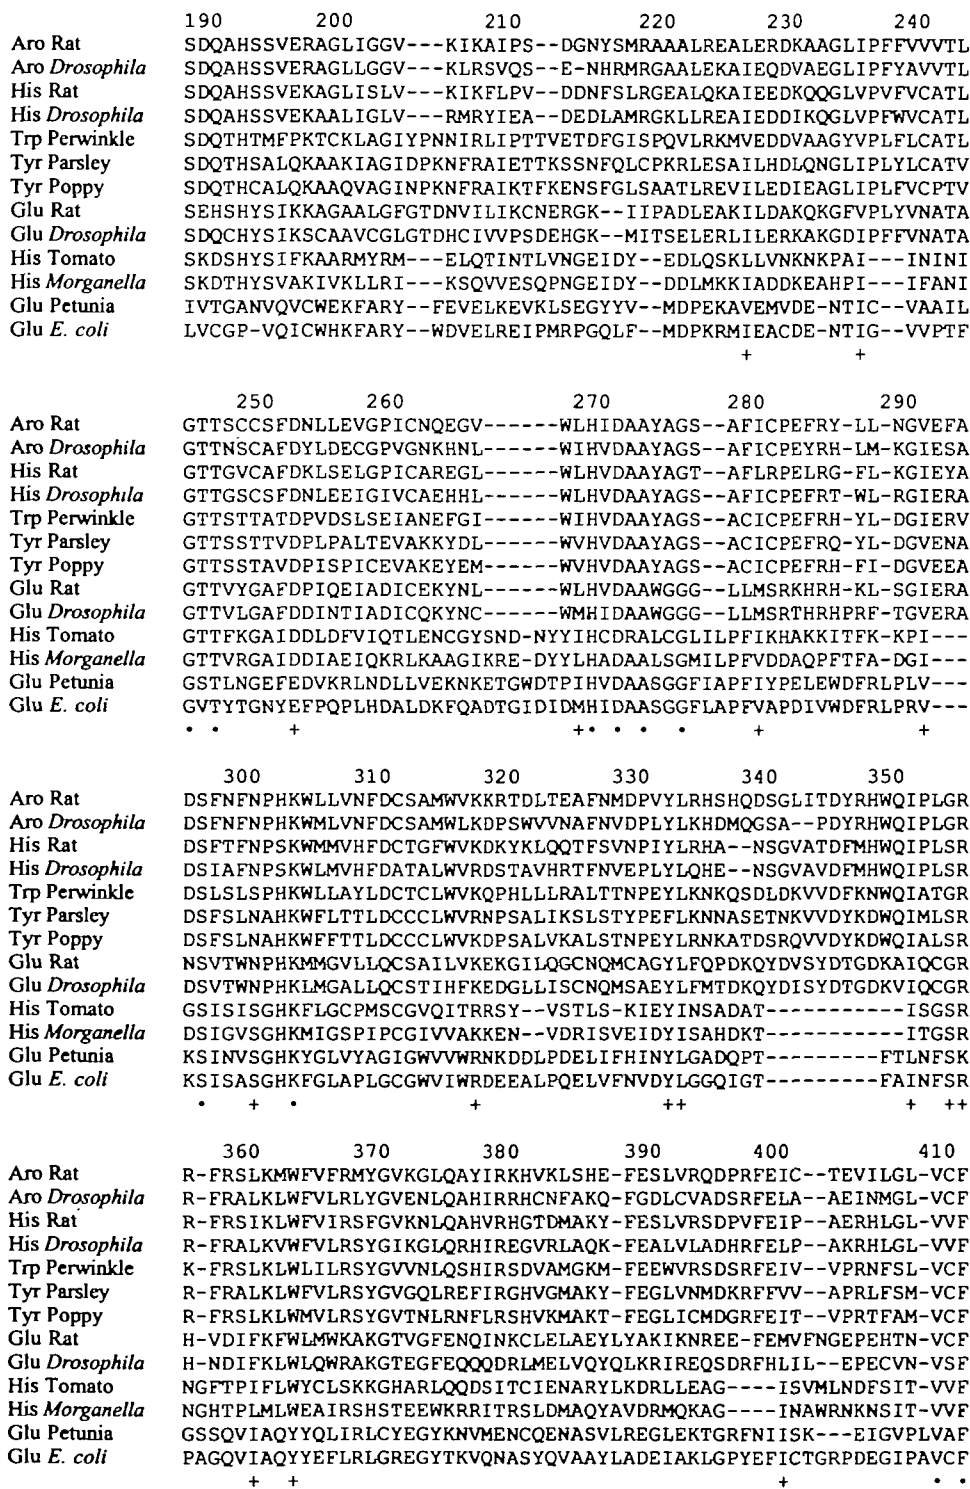 190 200 210 220 230 240
Aro Rat SDQAHSSVERAGLIGGV---KIKAIPS--DGNYSMRAAALREALERDKAAGLIPFFVVVTL
Aro Drosophila SDQAHSSVERAGLLGGV---KLRSVQS--E-NHRMRGAALEKAIEQDVAEGLIPFYAVVTL
His Rat SDQAHSSVEKAGLISLV---KIKFLPV--DDNFSLRGEALQKAIEEDKQQGLVPVFVCATL
His Drosophila SDQAHSSVEKAALIGLV---RMRYIEA--DEDLAMRGKLLREAIEDDIKQGLVPFWVCATL
Trp Perwinkle SDQTHTMFPKTCKLAGIYPNNIRLIPTTVETDFGISPQVLRKMVEDDVAAGYVPLFLCATL
Tyr Parsley SDQTHSALQKAAKIAGIDPKNFRAIETTKSSNFQLCPKRLESAILHDLQNGLIPLYLCATV
Tyr Poppy SDQTHCALQKAAQVAGINPKNFRAIKTFKENSFGLSAATLREVILEDIEAGLIPLFVCPTV
Glu Rat SEHSHYSIKKAGAALGFGTDNVILIKCNERGK--IIPADLEAKILDAKQKGFVPLYVNATA
Glu Drosophila SDQCHYSIKSCAAVCGLGTDHCIVVPSDEHGK--MITSELERLILERKAKGDIPFFVNATA
His Tomato SKDSHYSIFKAARMYRM---ELQTINTLVNGEIDY--EDLQSKLLVNKNKPAI---ININI
His Morganella SKDTHYSVAKIVKLLRI---KSQVVESQPNGEIDY--DDLMKKIADDKEAHPI---IFANI
Glu Petunia IVTGANVQVCWEKFARY--FEVELKEVKLSEGYYV--MDPEKAVEMVDE-NTIC--VAAIL
Glu E. coli LVCGP-VQICWHKFARY--WDVELREIPMRPGQLF--MDPKRMIEACDE-NTIG--VVPTF
+ +
250 260 270 280 290
Aro Rat GTTSCCSFDNLLEVGPICNQEGV------WLHIDAAYAGS--AFICPEFRY-LL-NGVEFA
Aro Drosophila GTTNSCAFDYLDECGPVGNKHNL------WIHVDAAYAGS--AFICPEYRH-LM-KGIESA
His Rat GTTGVCAFDKLSELGPICAREGL------WLHVDAAYAGT--AFLRPELRG-FL-KGIEYA
His Drosophila GTTGSCSFDNLEEIGIVCAEHHL------WLHVDAAYAGS--AFICPEFRT-WL-RGIERA
Trp Perwinkle GTTSTTATDPVDSLSEIANEFGI------WIHVDAAYAGS--ACICPEFRH-YL-DGIERV
Tyr Parsley GTTSSTTVDPLPALTEVAKKYDL------WVHVDAAYAGS--ACICPEFRQ-YL-DGVENA
Tyr Poppy GTTSSTAVDPISPICEVAKEYEM------WVHVDAAYAGS--ACICPEFRH-FI-DGVEEA
Glu Rat GTTVYGAFDPIQEIADICEKYNL------WLHVDAAWGGG--LLMSRKHRH-KL-SGIERA
Glu Drosophila GTTVLGAFDDINTIADICQKYNC------WMHIDAAWGGG--LLMSRTHRHPRF-TGVERA
His Tomato GTTFKGAIDDLDFVIQTLENCGYSND-NYYIHCDRALCGLILPFIKHAKKITFK-KPI---
His Morganella GTTVRGAIDDIAEIQKRLKAAGIKRE-DYYLHADAALSGMILPFVDDAQPFTFA-DGI---
Glu Petunia GSTLNGEFEDVKRLNDLLVEKNKETGWDTPIHVDAASGGFIAPFIYPELEWDFRLPLV---
Glu E. coli GVTYTGNYEFPQPLHDALDKFQADTGIDIDMHIDAASGGFLAPFVAPDIVWDFRLPRV---
• • + +• • • • + +
300 310 320 330 340 350
Aro Rat DSFNFNPHKWLLVNFDCSAMWVKKRTDLTEAFNMDPVYLRHSHQDSGLITDYRHWQIPLGR
Aro Drosophila DSFNFNPHKWMLVNFDCSAMWLKDPSWVVNAFNVDPLYLKHDMQGSA--PDYRHWQIPLGR
His Rat DSFTFNPSKWMMVHFDCTGFWVKDKYKLQQTFSVNPIYLRHA--NSGVATDFMHWQIPLSR
His Drosophila DSIAFNPSKWLMVHFDATALWVRDSTAVHRTFNVEPLYLQHE--NSGVAVDFMHWQIPLSR
Trp Perwinkle DSLSLSPHKWLLAYLDCTCLWVKQPHLLLRALTTNPEYLKNKQSDLDKVVDFKNWQIATGR
Tyr Parsley DSFSLNAHKWFLTTLDCCCLWVRNPSALIKSLSTYPEFLKNNASETNKVVDYKDWQIMLSR
Tyr Poppy DSFSLNAHKWFFTTLDCCCLWVKDPSALVKALSTNPEYLRNKATDSRQVVDYKDWQIALSR
Glu Rat NSVTWNPHKMMGVLLQCSAILVKEKGILQGCNQMCAGYLFQPDKQYDVSYDTGDKAIQCGR
Glu Drosophila DSVTWNPHKLMGALLQCSTIHFKEDGLLISCNQMSAEYLFMTDKQYDISYDTGDKVIQCGR
His Tomato GSISISGHKFLGCPMSCGVQITRRSY--VSTLS-KIEYINSADAT---------ISGSR
His Morganella DSIGVSGHKMIGSPIPCGIVVAKKEN--VDRISVEIDYISAHDKT---------ITGSR
Glu Petunia KSINVSGHKYGLVYAGIGWVVWRNKDDLPDELIFHINYLGADQPT---------FTLNFSK
Glu E. coli KSISASGHKFGLAPLGCGWVIWRDEEALPQELVFNVDYLGGQIGT---------FAINFSR
• + • + ++ + ++
360 370 380 390 400 410
Aro Rat R-FRSLKMWFVFRMYGVKGLQAYIRKHVKLSHE-FESLVRQDPRFEIC--TEVILGL-VCF
Aro Drosophila R-FRALKLWFVLRLYGVENLQAHIRRHCNFAKQ-FGDLCVADSRFELA--AEINMGL-VCF
His Rat R-FRSIKLWFVIRSFGVKNLQAHVRHGTDMAKY-FESLVRSDPVFEIP--AERHLGL-VVF
His Drosophila R-FRALKVWFVLRSYGIKGLQRHIREGVRLAQK-FEALVLADHRFELP--AKRHLGL-VVF
Trp Perwinkle K-FRSLKLWLILRSYGVVNLQSHIRSDVAMGKM-FEEWVRSDSRFEIV--VPRNFSL-VCF
Tyr Parsley R-FRALKLWFVLRSYGVGQLREFIRGHVGMAKY-FEGLVNMDKRFFVV--APRLFSM-VCF
Tyr Poppy R-FRSLKLWMVLRSYGVTNLRNFLRSHVKMAKT-FEGLICMDGRFEIT--VPRTFAM-VCF
Glu Rat H-VDIFKFWLMWKAKGTVGFENQINKCLELAEYLYAKIKNREE-FEMVFNGEPEHTN-VCF
Glu Drosophila H-NDIFKLWLQWRAKGTEGFEQQQDRLMELVQYQLKRIREQSDRFHLIL--EPECVN-VSF
His Tomato NGFTPIFLWYCLSKKGHARLQQDSITCIENARYLKDRLLEAG----ISVMLNDFSIT-VVF
His Morganella NGHTPLMLWEAIRSHSTEEWKRRITRSLDMAQYAVDRMQKAG----INAWRNKNSIT-VVF
Glu Petunia GSSQVIAQYYQLIRLCYEGYKNVMENCQENASVLREGLEKTGRFNIISK---EIGVPLVAF
Glu E. coli PAGQVIAQYYEFLRLGREGYTKVQNASYQVAAYLADEIAKLGPYEFICTGRPDEGIPAVCF
+ + + • •